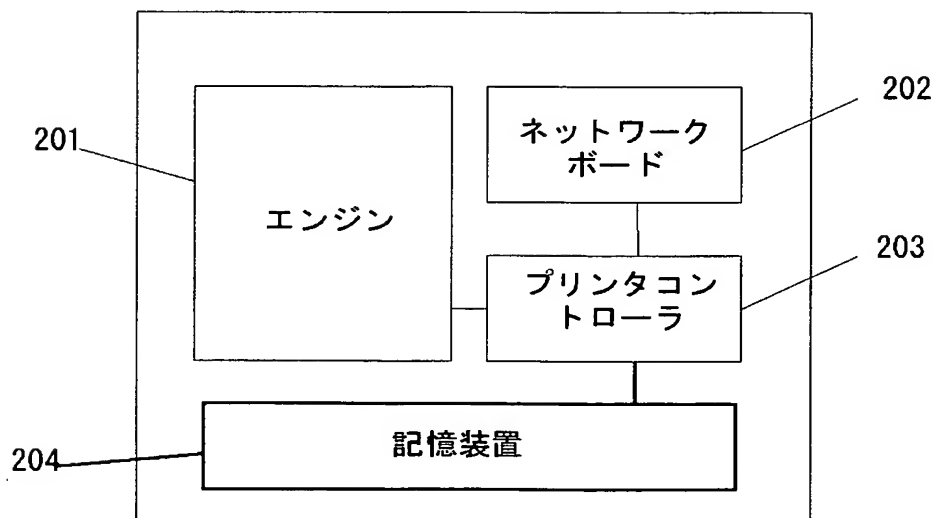 201
エンジン
ネットワーク
ボード
202
プリンタコン
トローラ
203
記憶装置
204